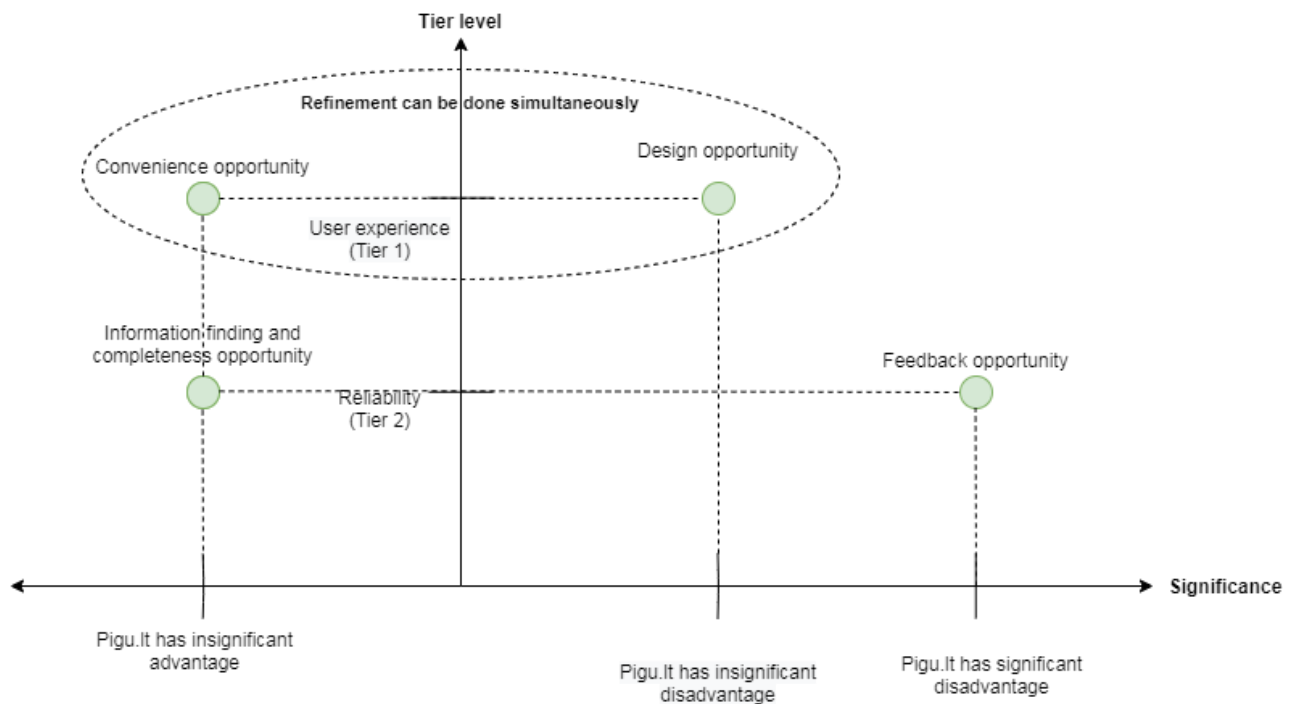 Tier level
Refinement can be done simultaneously
Convenience opportunity
Design opportunity
User experience
(Tier 1)
Information finding and
completeness opportunity
Feedback opportunity
Reliability
(Tier 2)
Significance
Pigu.lt has insignificant
advantage
Pigu.lt has insignificant
disadvantage
Pigu.lt has significant
disadvantage